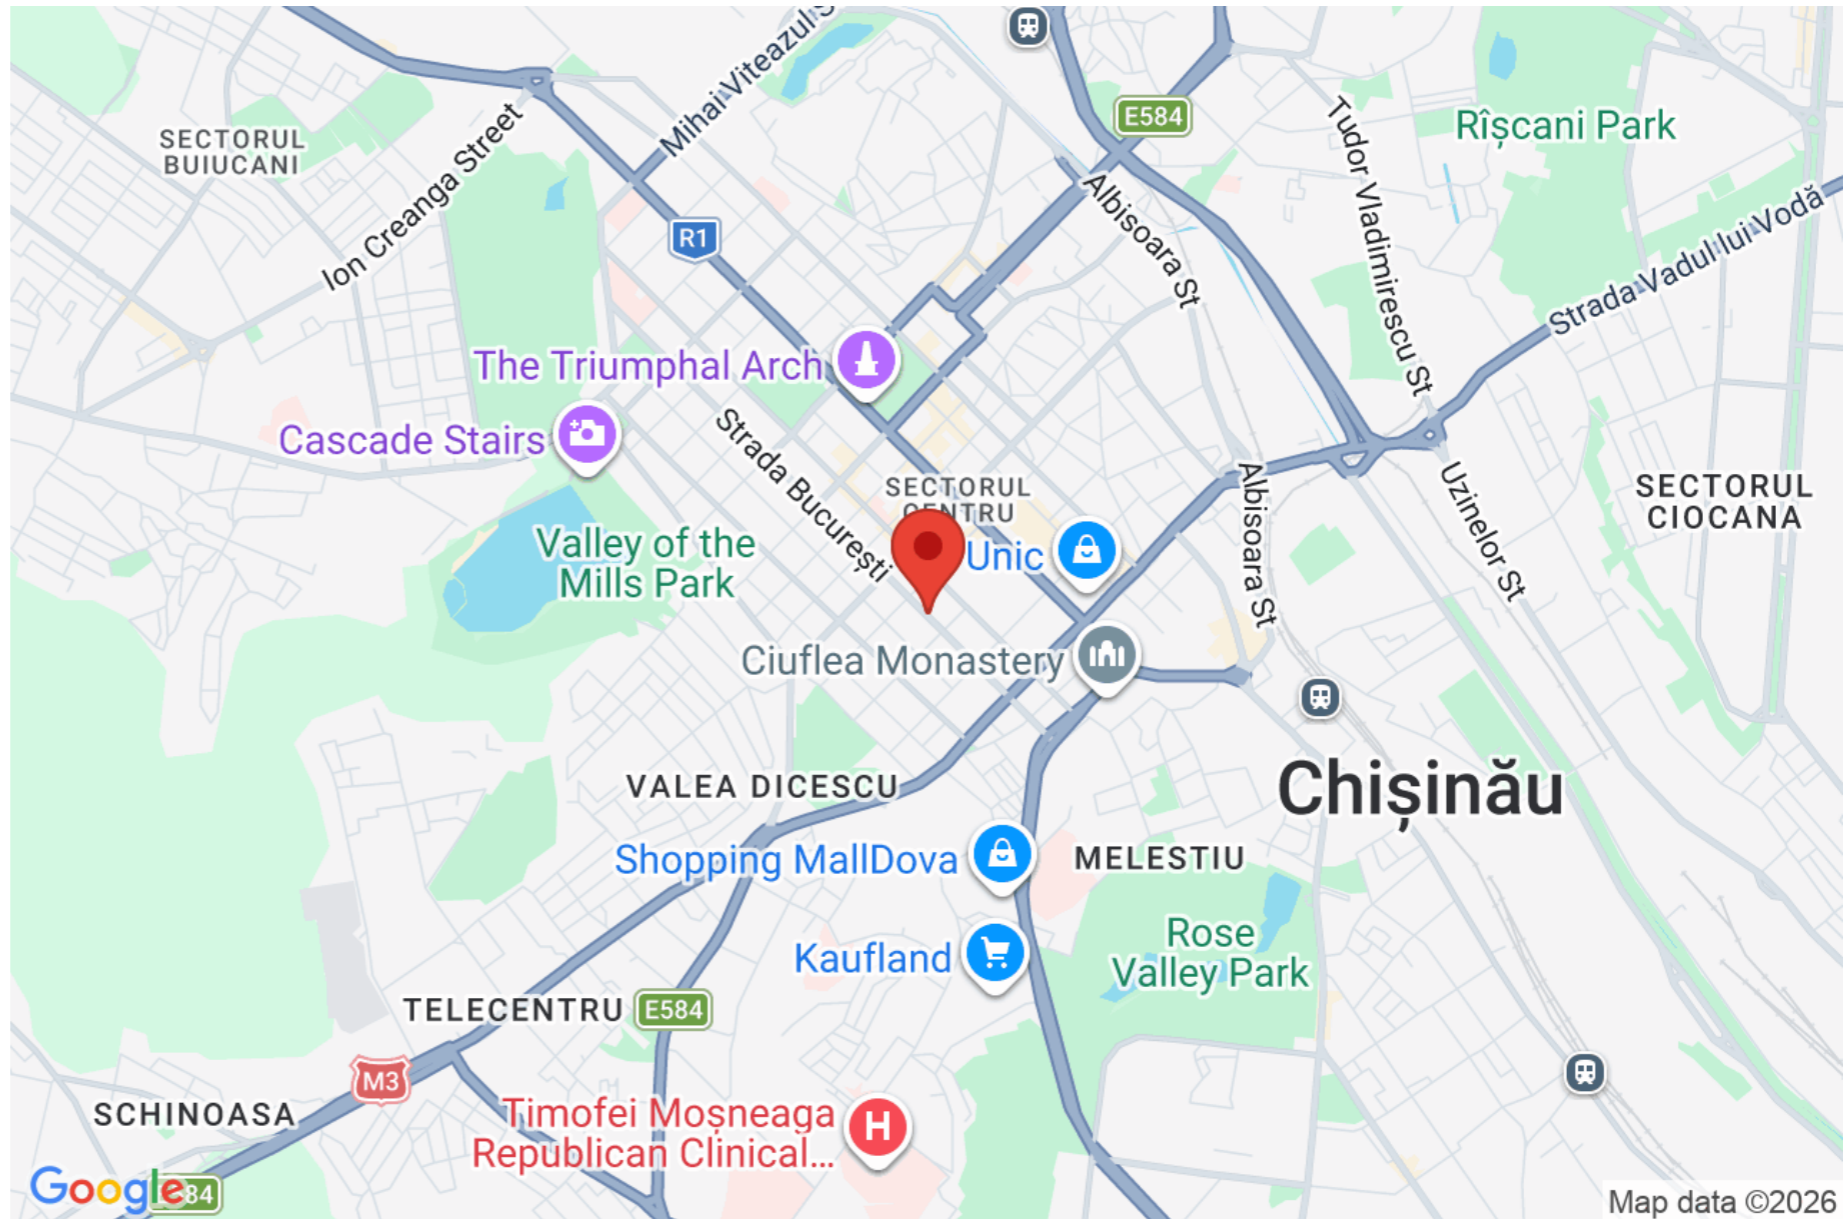 Mihai Viteazul S
E584
Rîșcani Park
SECTORUL
BUIUCANI
Ion Creanga Street
Tudor Vladimirescu St
Albisoara St
R1
Strada Vadul lui Vodă
The Triumphal Arch
Cascade Stairs
Strada București
SECTORUL
CENTRU
Albisoara St
Uzinelor St
SECTORUL
CIOCANA
Valley of the
Mills Park
Unic
Ciuflea Monastery
Chișinău
VALEA DICESCU
Shopping MallDova
MELESTIU
Kaufland
Rose
Valley Park
TELECENTRU
E584
M3
SCHINOASA
Timofei Moșneaga
Republican Clinical...
H
Google
84
Map data ©2026